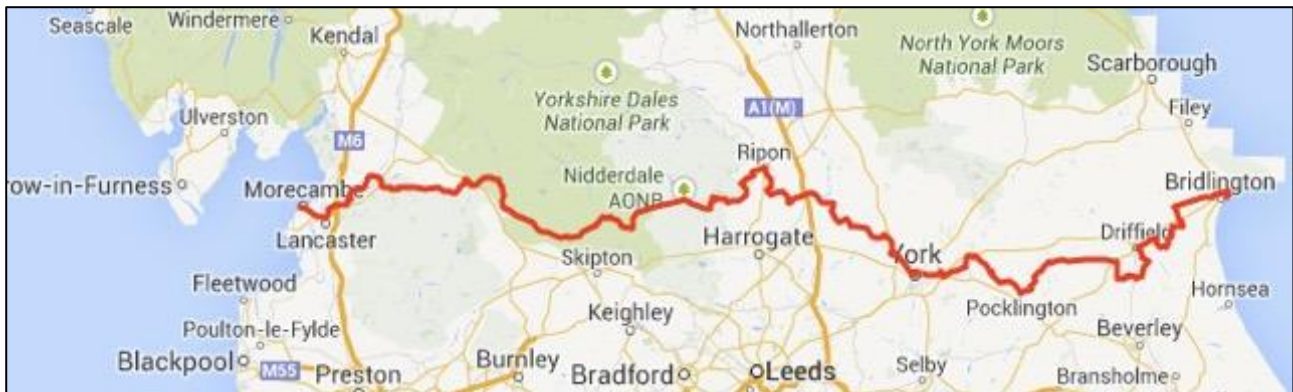 Seascale
Windermere
Kendal
Northallerton
North York Moors
National Park
Scarborough
Yorkshire Dales
National Park
A1(M)
Filey
Ulverston
M6
Ripon
row-in-Furness
Morecambe
Nidderdale
AONB
Bridlington
Lancaster
Harrogate
York
Driffield
Skipton
Fleetwood
Pocklington
Hornsea
Keighley
Poulton-le-Fylde
Beverley
Blackpool
M55
Preston
Burnley
Bradford
Leeds
Selby
Bransholme